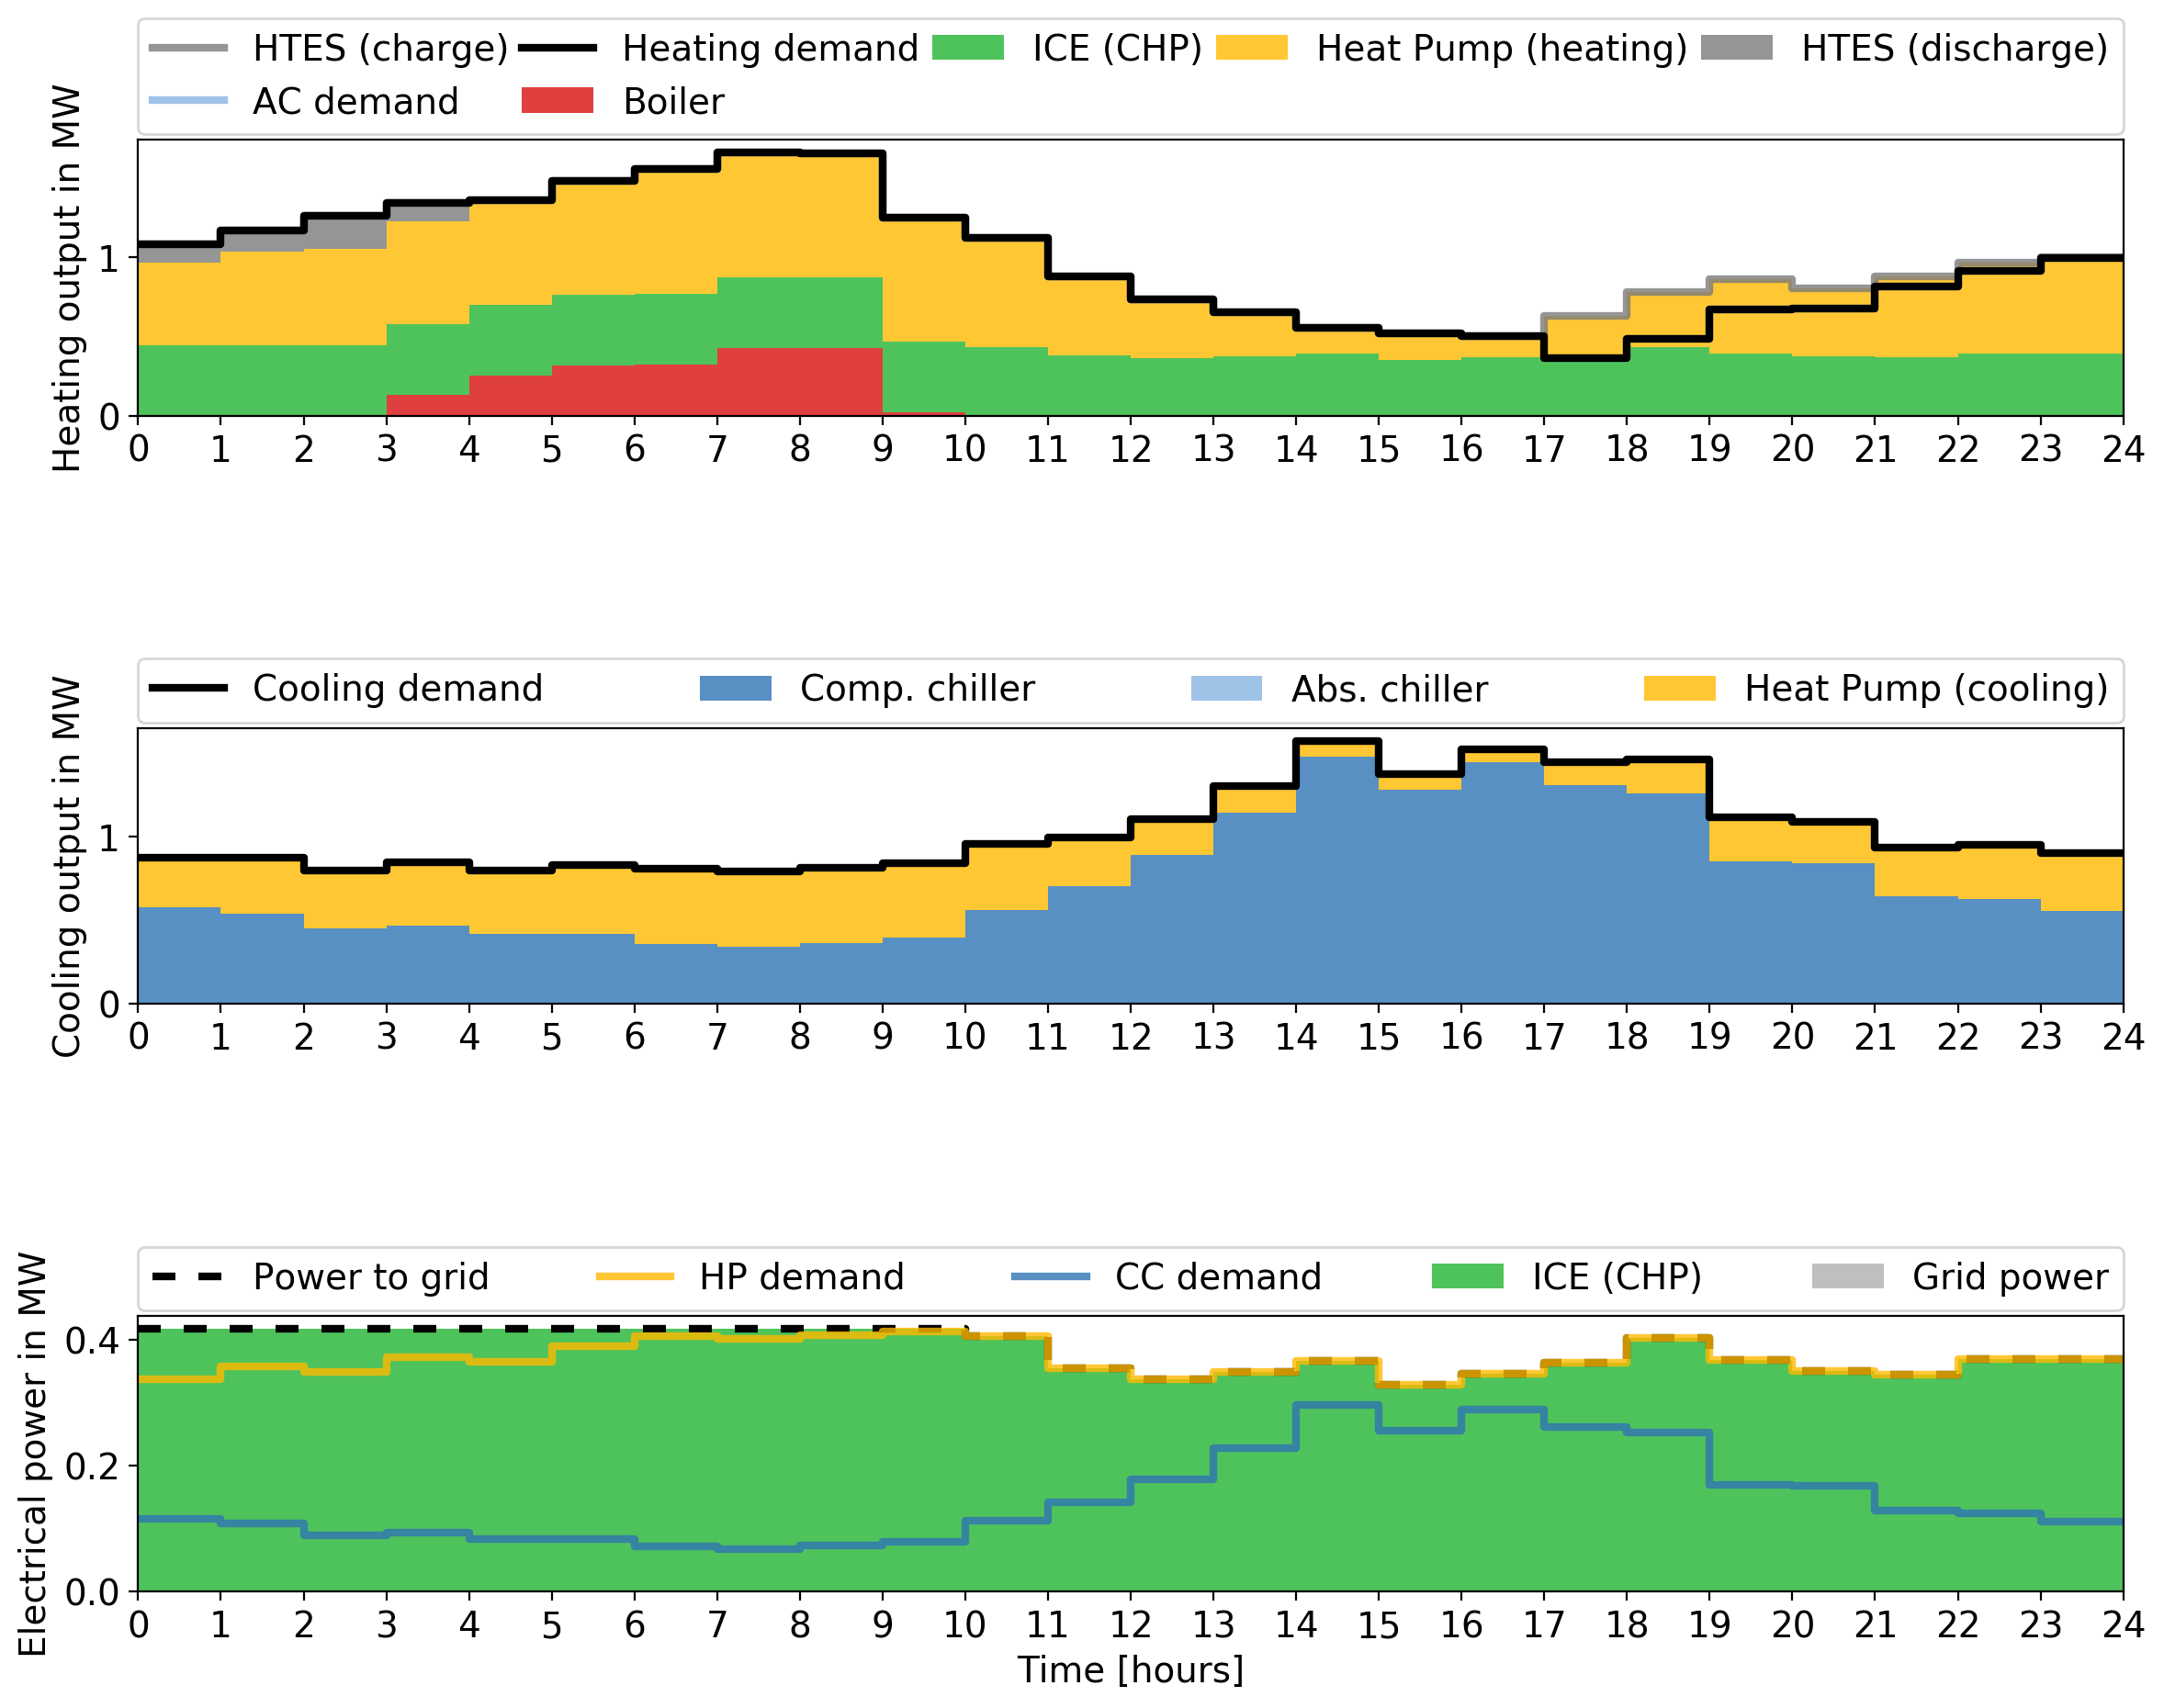 HTES (charge) Heating demand ICE (CHP) Heat Pump (heating) HTES (discharge)
AC demand Boiler
Heating output in MW
1
0
0 1 2 3 4 5 6 7 8 9 10 11 12 13 14 15 16 17 18 19 20 21 22 23 24
Cooling demand Comp. chiller Abs. chiller Heat Pump (cooling)
Cooling output in MW
1
0
0 1 2 3 4 5 6 7 8 9 10 11 12 13 14 15 16 17 18 19 20 21 22 23 24
Power to grid HP demand CC demand ICE (CHP) Grid power
Electrical power in MW
0.4
0.2
0.0
0 1 2 3 4 5 6 7 8 9 10 11 12 13 14 15 16 17 18 19 20 21 22 23 24
Time [hours]